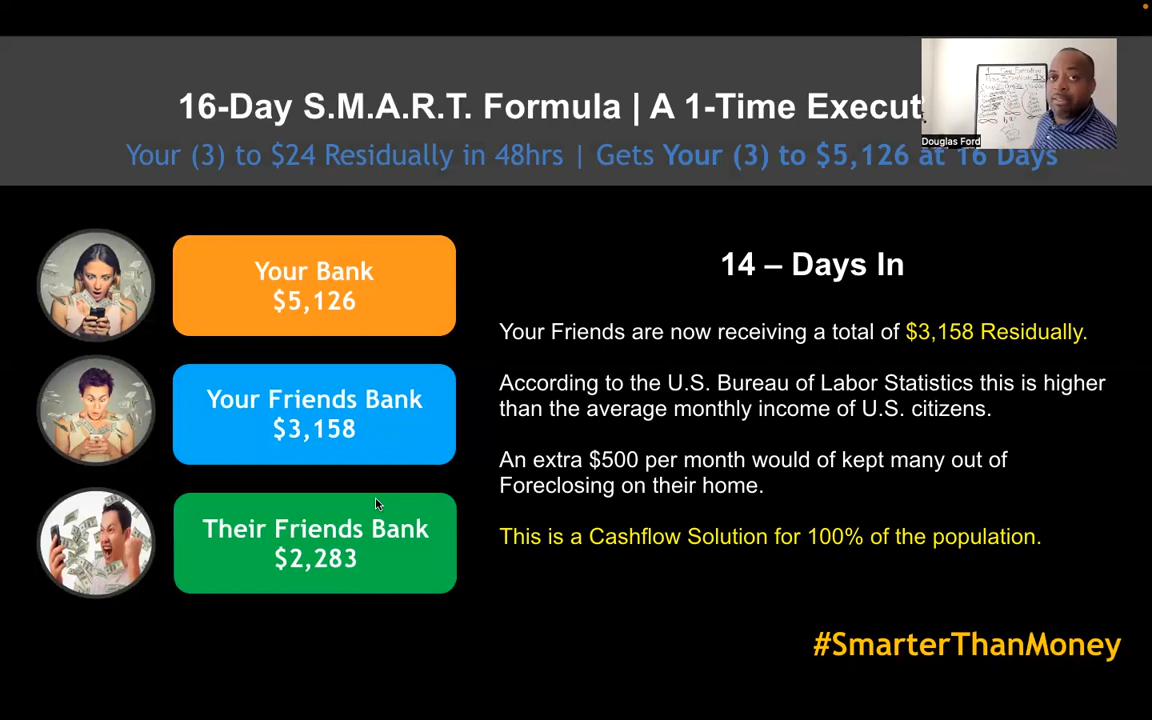 16-Day S.M.A.R.T. Formula | A 1-Time Execut
Your (3) to $24 Residually in 48hrs | Gets Your (3) to $5,126 at 16 Days
Douglas Ford
Your Bank
$5,126
Your Friends Bank
$3,158
Their Friends Bank
$2,283
14 – Days In
Your Friends are now receiving a total of $3,158 Residually.
According to the U.S. Bureau of Labor Statistics this is higher
than the average monthly income of U.S. citizens.
An extra $500 per month would of kept many out of
Foreclosing on their home.
This is a Cashflow Solution for 100% of the population.
#SmarterThanMoney